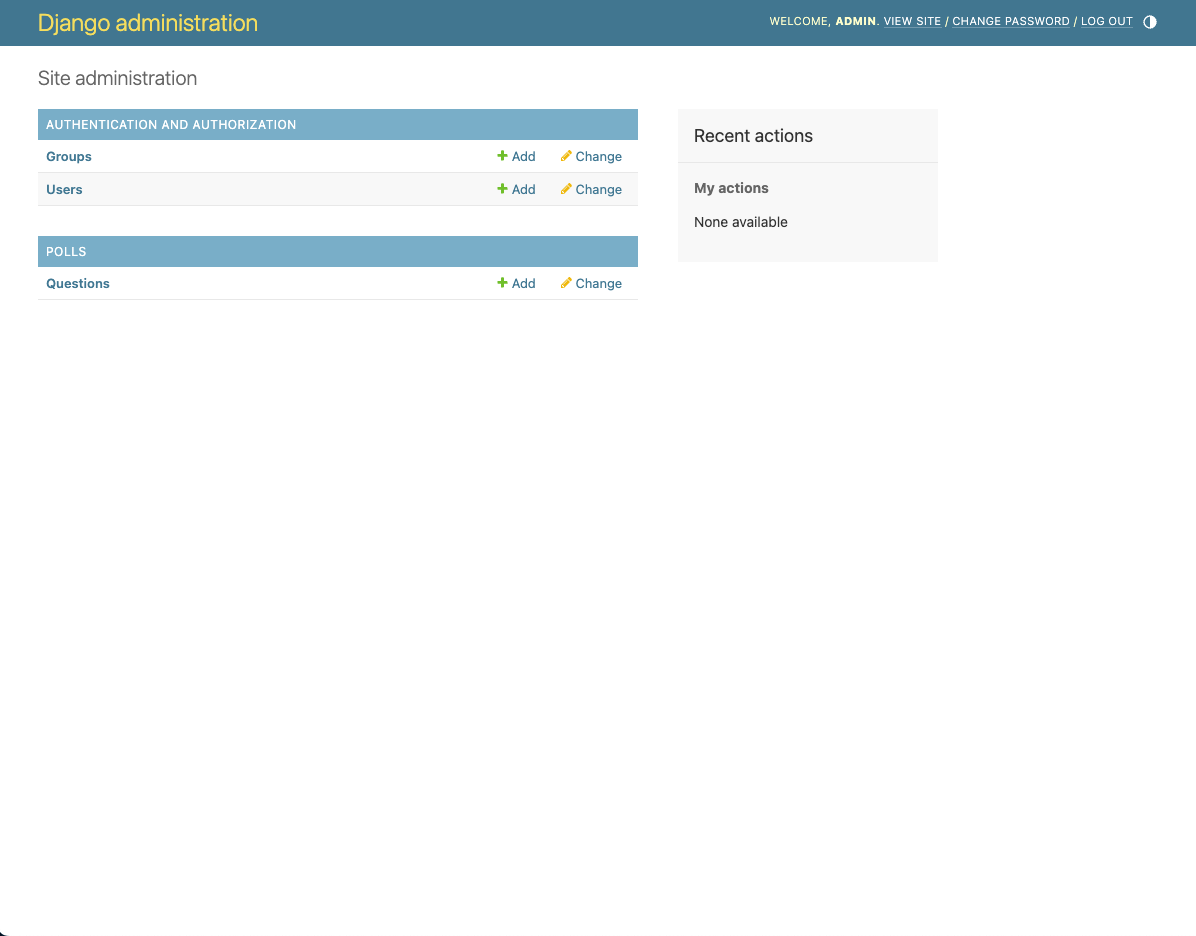 Django administration
WELCOME, ADMIN. VIEW SITE / CHANGE PASSWORD / LOG OUT
Site administration
AUTHENTICATION AND AUTHORIZATION
Groups Add Change
Users Add Change
POLLS
Questions Add Change
Recent actions
My actions
None available